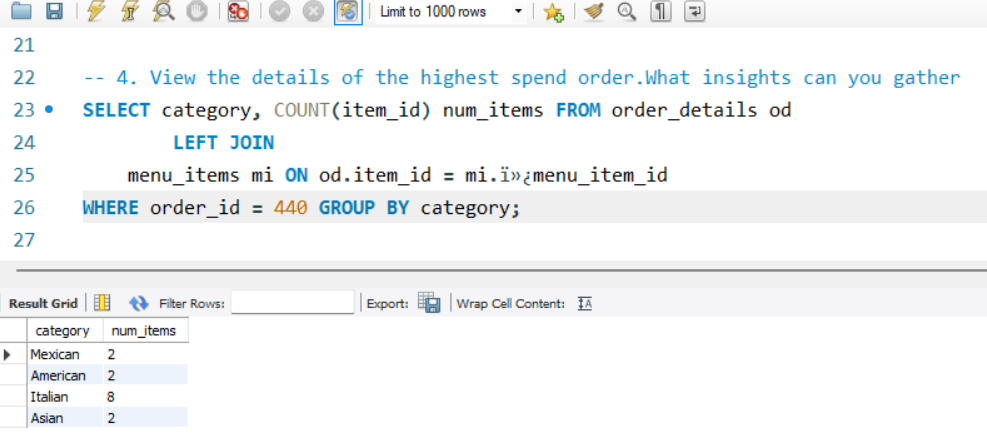 Limit to 1000 rows
21
22 -- 4. View the details of the highest spend order.What insights can you gather
23 SELECT category, COUNT(item_id) num_items FROM order_details od
24 LEFT JOIN
25 menu_items mi ON od.item_id = mi.ï»¿menu_item_id
26 WHERE order_id = 440 GROUP BY category;
27
Result Grid Filter Rows: Export: Wrap Cell Content: IA
category num_items
Mexican 2
American 2
Italian 8
Asian 2